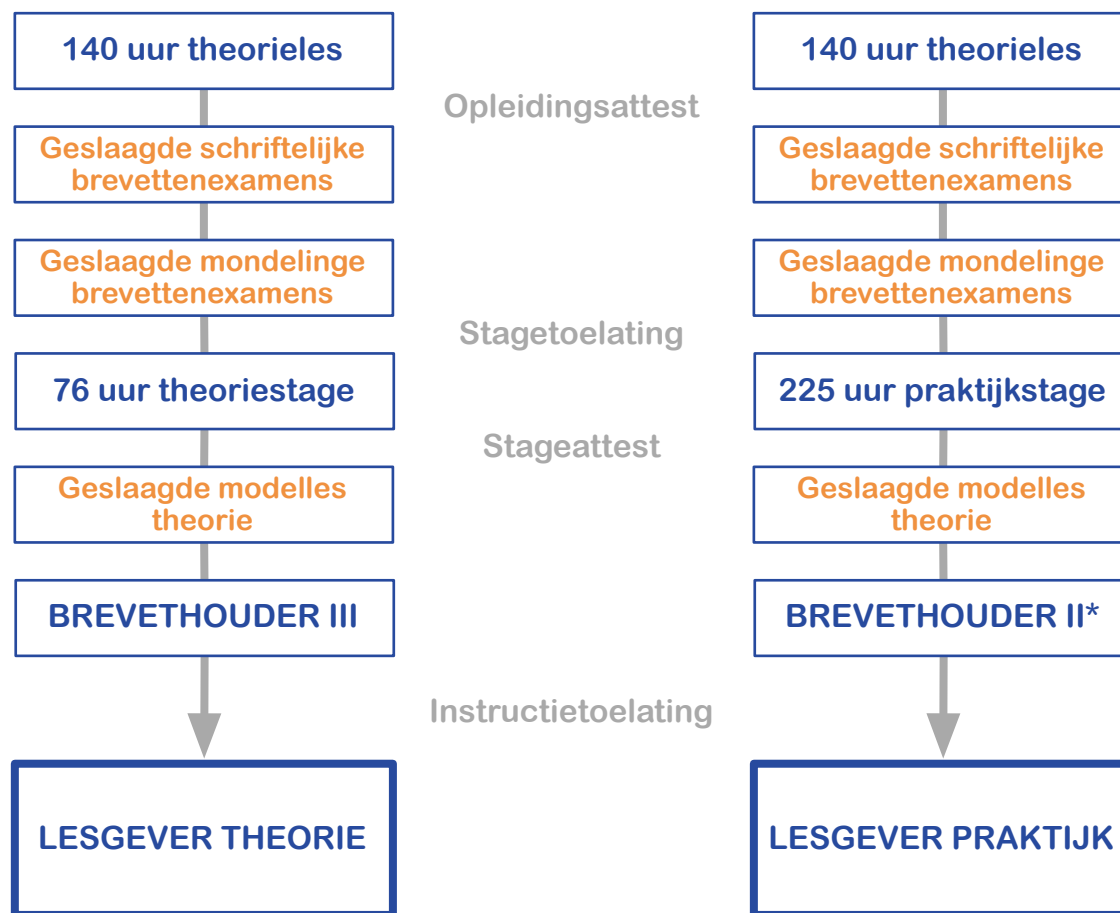 140 uur theorieles
140 uur theorieles
Opleidingsattest
Geslaagde schriftelijke
brevettenexamens
Geslaagde schriftelijke
brevettenexamens
Geslaagde mondelinge
brevettenexamens
Geslaagde mondelinge
brevettenexamens
Stagetoelating
76 uur theoriestage
225 uur praktijkstage
Stageattest
Geslaagde modelles
theorie
Geslaagde modelles
theorie
BREVETHOUDER III
BREVETHOUDER II*
Instructietoelating
LESGEVER THEORIE
LESGEVER PRAKTIJK